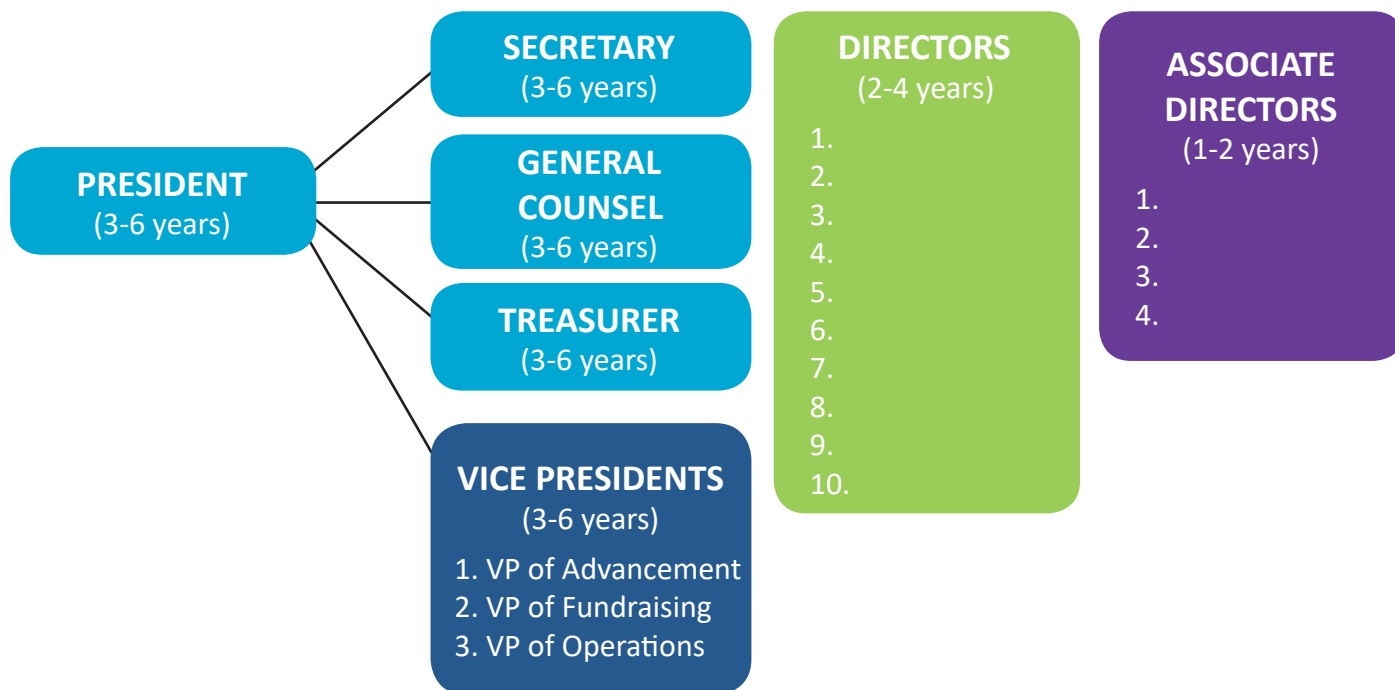 PRESIDENT
(3-6 years)
SECRETARY
(3-6 years)
GENERAL
COUNSEL
(3-6 years)
TREASURER
(3-6 years)
VICE PRESIDENTS
(3-6 years)
1. VP of Advancement
2. VP of Fundraising
3. VP of Operations
DIRECTORS
(2-4 years)
1.
2.
3.
4.
5.
6.
7.
8.
9.
10.
ASSOCIATE
DIRECTORS
(1-2 years)
1.
2.
3.
4.